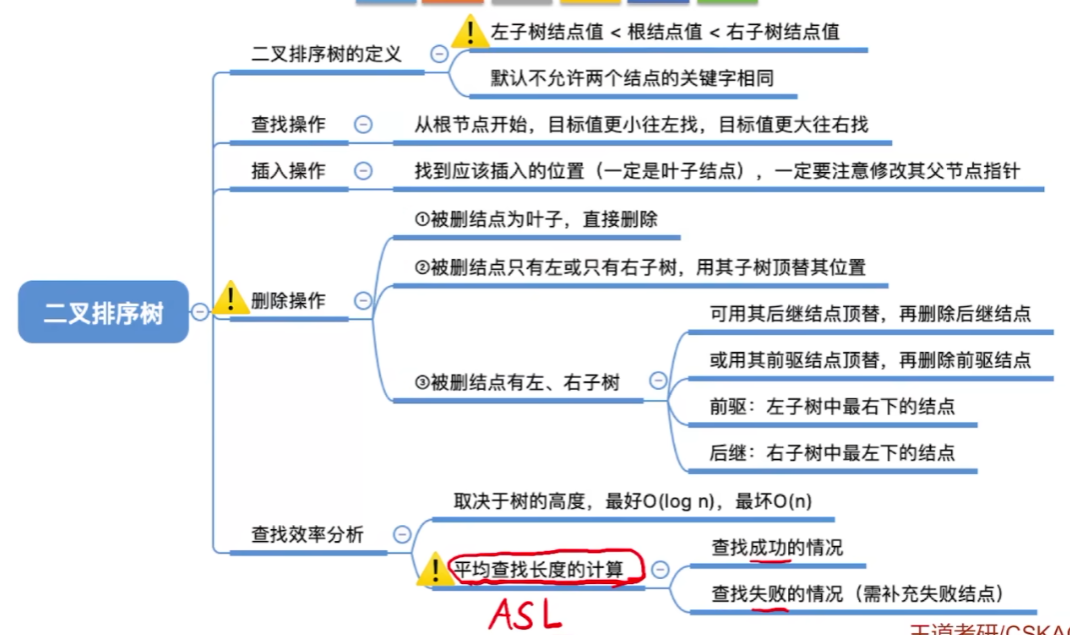 二叉排序树
二叉排序树的定义
左子树结点值 < 根结点值 < 右子树结点值
默认不允许两个结点的关键字相同
查找操作
从根节点开始，目标值更小往左找，目标值更大往右找
插入操作
找到应该插入的位置（一定是叶子结点），一定要注意修改其父节点指针
删除操作
①被删结点为叶子，直接删除
②被删结点只有左或只有右子树，用其子树顶替其位置
③被删结点有左、右子树
可用其后继结点顶替，再删除后继结点
或用其前驱结点顶替，再删除前驱结点
前驱：左子树中最右下的结点
后继：右子树中最左下的结点
查找效率分析
取决于树的高度，最好O(log n)，最坏O(n)
平均查找长度的计算
ASL
查找成功的情况
查找失败的情况（需补充失败结点）
王道考研/CSKAO